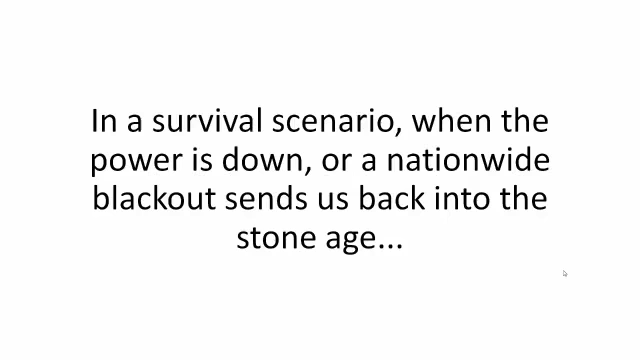 In a survival scenario, when the
power is down, or a nationwide
blackout sends us back into the
stone age...